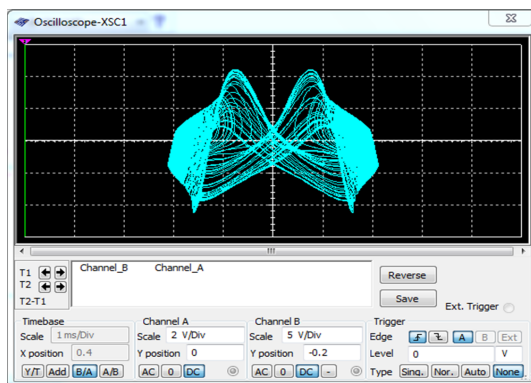 Oscilloscope-XSC1
T1
T2
T2-T1
Channel_B Channel_A
Reverse
Save
Ext. Trigger
Timebase
Scale 1 ms/Div
X position 0.4
Y/T Add B/A A/B
Channel A
Scale 2 V/Div
Y position 0
AC 0 DC
Channel B
Scale 5 V/Div
Y position -0.2
AC 0 DC -
Trigger
Edge A B Ext
Level 0 V
Type Sing. Nor. Auto None